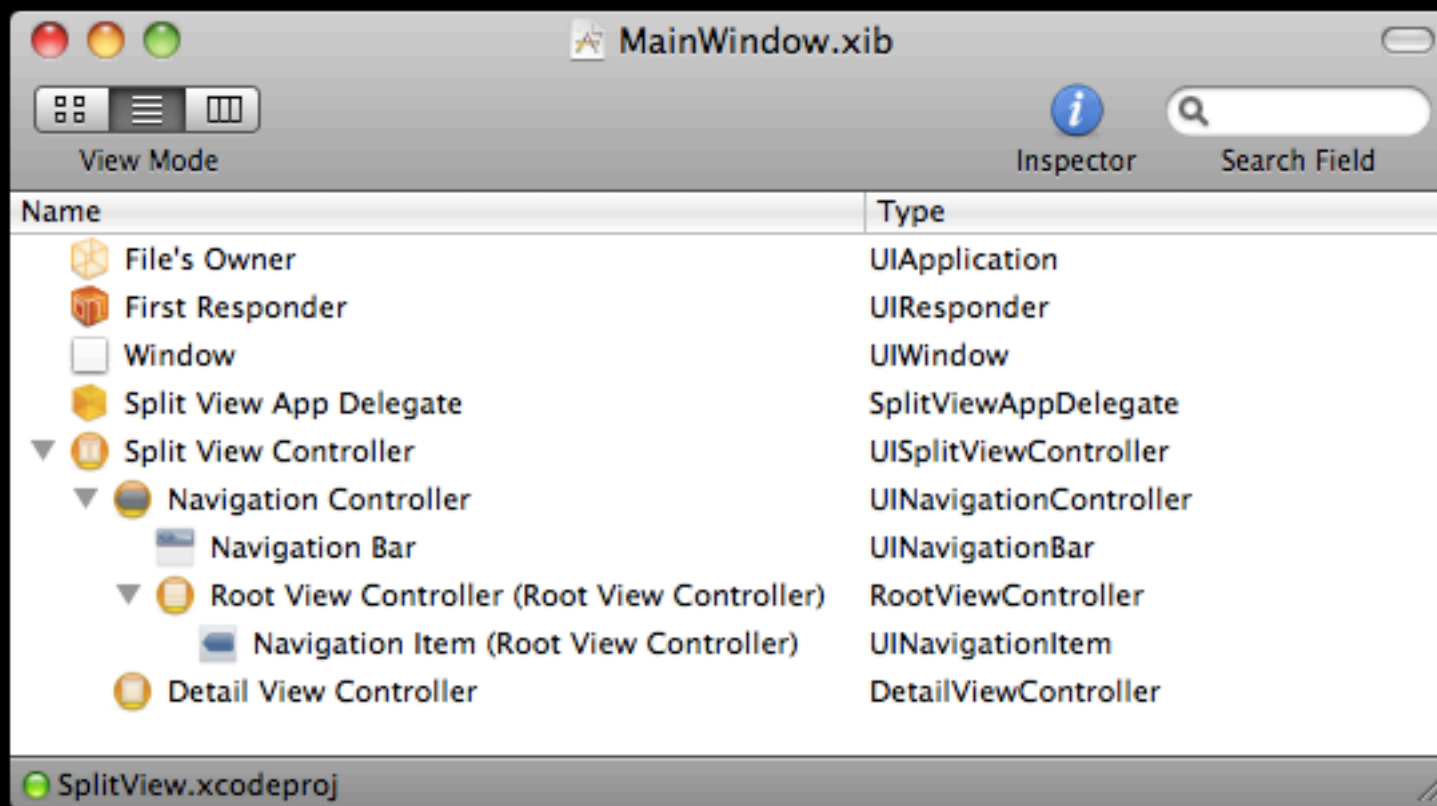 MainWindow.xib
View Mode
Inspector
Search Field
Name Type
File's Owner UIApplication
First Responder UIResponder
Window UIWindow
Split View App Delegate SplitViewAppDelegate
Split View Controller UISplitViewController
Navigation Controller UINavigationController
Navigation Bar UINavigationBar
Root View Controller (Root View Controller) RootViewController
Navigation Item (Root View Controller) UINavigationItem
Detail View Controller DetailViewController
SplitView.xcodeproj